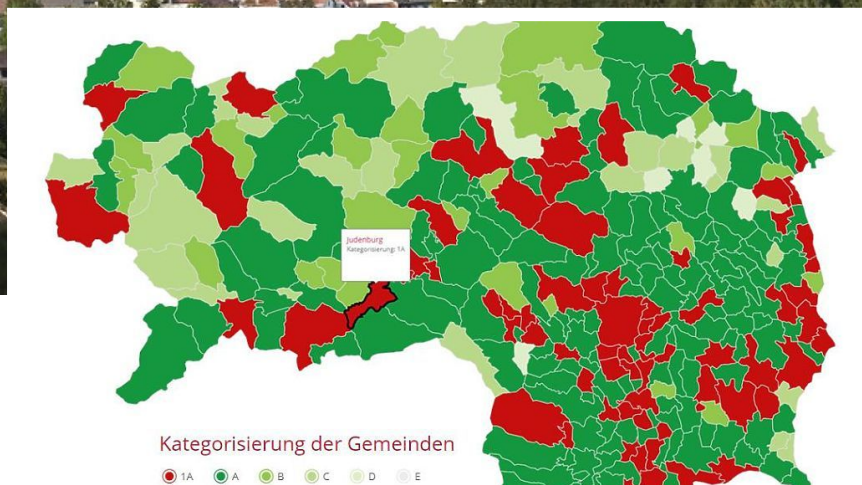 Judenburg
Kategorisierung: 1A
Kategorisierung der Gemeinden
1A A B C D E